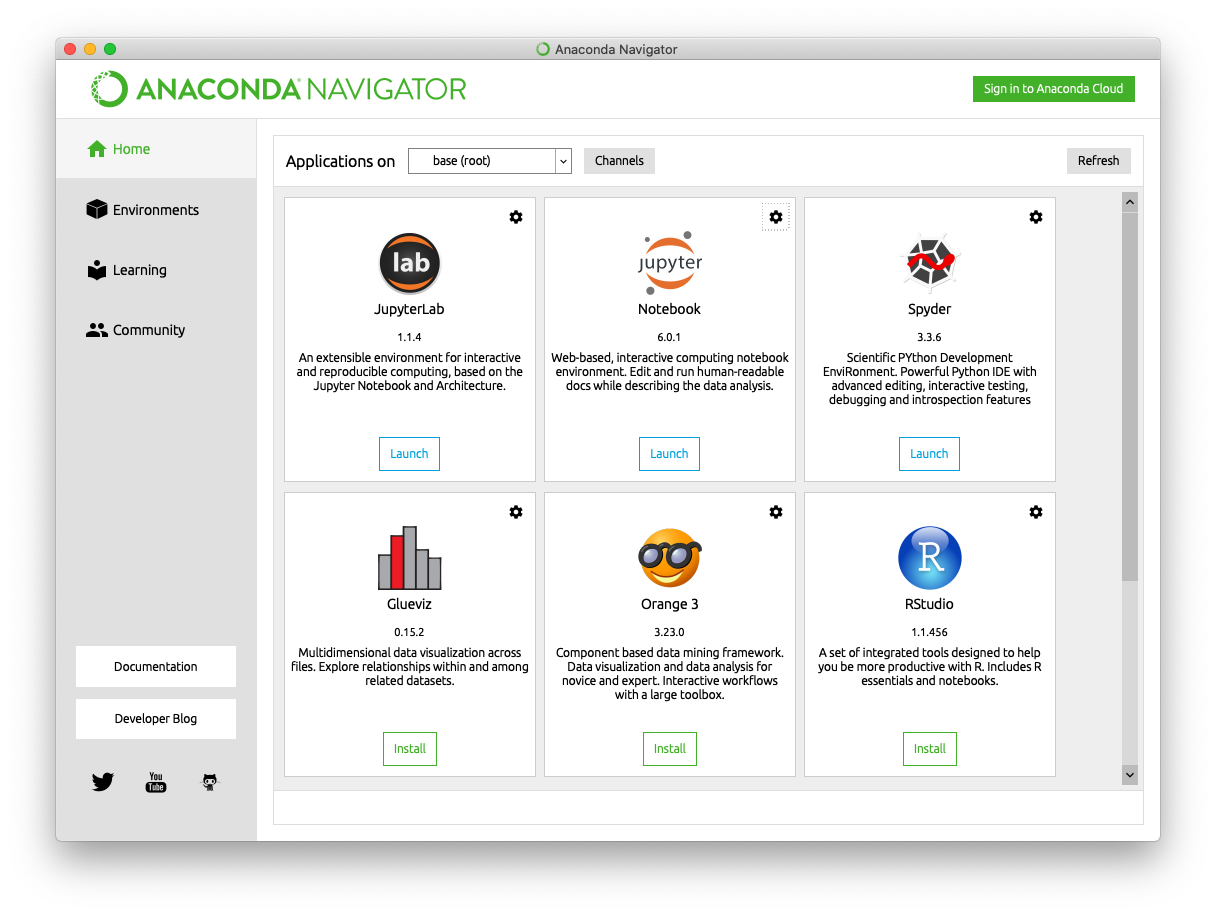 Anaconda Navigator
ANACONDA NAVIGATOR
Sign in to Anaconda Cloud
Home
Environments
Learning
Community
Documentation
Developer Blog
You
Tube
Applications on
base (root)
Channels
Refresh
lab
JupyterLab
1.1.4
An extensible environment for interactive
and reproducible computing, based on the
Jupyter Notebook and Architecture.
Launch
jupyter
Notebook
6.0.1
Web-based, interactive computing notebook
environment. Edit and run human-readable
docs while describing the data analysis.
Launch
Spyder
3.3.6
Scientific PYthon Development
EnviRonment. Powerful Python IDE with
advanced editing, interactive testing,
debugging and introspection features
Launch
Glueviz
0.15.2
Multidimensional data visualization across
files. Explore relationships within and among
related datasets.
Install
Orange 3
3.23.0
Component based data mining framework.
Data visualization and data analysis for
novice and expert. Interactive workflows
with a large toolbox.
Install
R
RStudio
1.1.456
A set of integrated tools designed to help
you be more productive with R. Includes R
essentials and notebooks.
Install